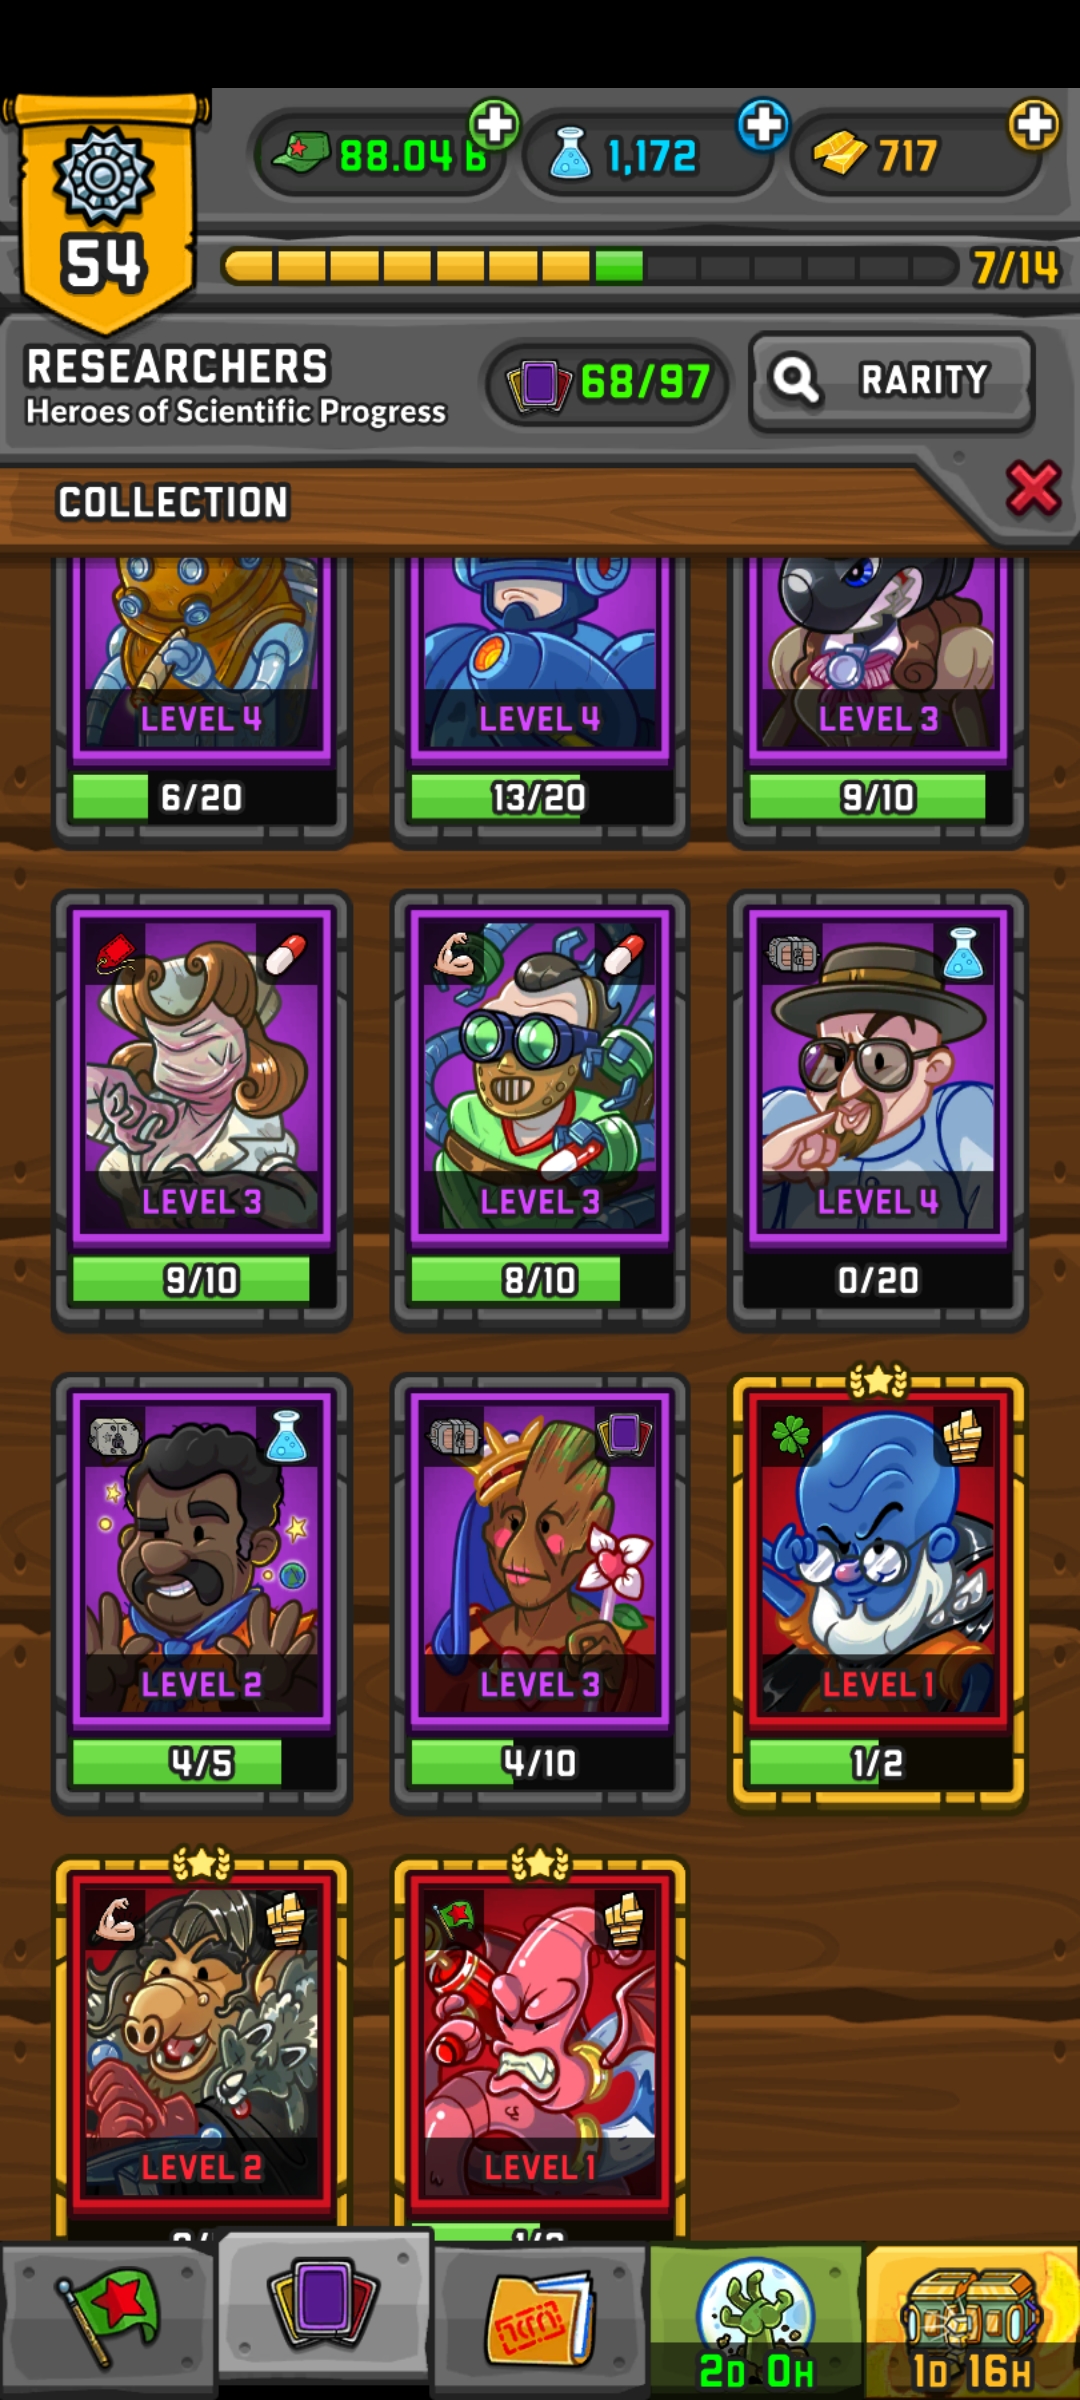 88.04 B
1,172
717
54
7/14
RESEARCHERS
Heroes of Scientific Progress
68/97
RARITY
COLLECTION
LEVEL 4
LEVEL 4
LEVEL 3
6/20
13/20
9/10
LEVEL 3
LEVEL 3
LEVEL 4
9/10
8/10
0/20
LEVEL 2
LEVEL 3
LEVEL 1
4/5
4/10
1/2
LEVEL 2
LEVEL 1
2D 0H
1D 16H